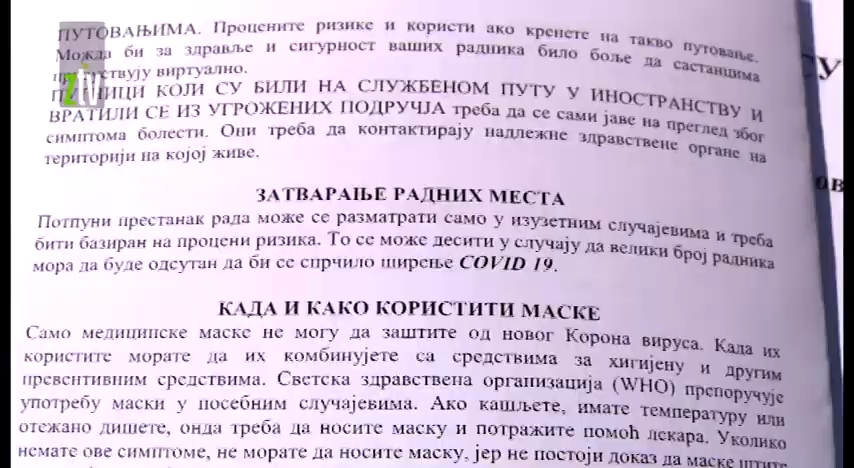 ПУТОВАЊИМА. Процените ризике и користи ако кренете на такво путовање.
Можда би за здравље и сигурност ваших радника било боље да састанцима
виртуално.
ПУТНИЦИ КОЈИ СУ БИЛИ НА СЛУЖБЕНОМ ПУТУ У ИНОСТРАНСТВУ И
ВРАТИЛИ СЕ ИЗ УГРОЖЕНИХ ПОДРУЧЈА треба да се сами јаве на преглед због
симптома болести. Они треба да контактирају надлежне здравствене органе на
територији на којој живе.
ЗАТВАРАЊЕ РАДНИХ МЕСТА
Потпуни престанак рада може се разматрати само у изузетним случајевима и треба
бити базиран на процени ризика. То се може десити у случају да велики број радника
мора да буде одсутан да би се спрчило ширење COVID 19.
КАДА И КАКО КОРИСТИТИ МАСКЕ
Само медицинске маске не могу да заштите од новог Корона вируса. Када их
користите морате да их комбинујете са средствима за хигијену и другим
превентивним средствима. Светска здравствена организација (WHO) препоручује
употребу маски у посебним случајевима. Ако кашљете, имате температуру или
отежано дишете, онда треба да носите маску и потражите помоћ лекара. Уколико
немате ове симптоме, не морате да носите маску, јер не постоји доказ да маске штите
ztv